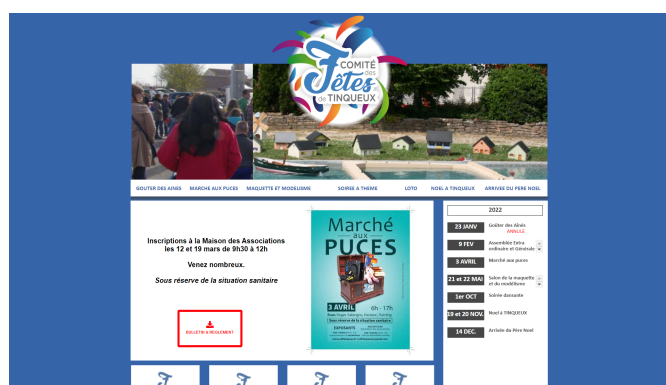 COMITÉ
des
Fêtes
de TINQUEUX
GOUTER DES AINES MARCHE AUX PUCES MAQUETTE ET MODELISME SOIREE A THEME LOTO NOEL A TINQUEUX ARRIVEE DU PERE NOEL
Inscriptions à la Maison des Associations
les 12 et 19 mars de 9h30 à 12h
Venez nombreux.
Sous réserve de la situation sanitaire
BULLETIN & REGLEMENT
Marché
aux
PUCES
3 AVRIL 6h - 17h
Sous réserve de la situation sanitaire
EXPOSANTS
2022
23 JANV Goûter des Aînés
ANNULE
9 FEV Assemblée Extra
ordinaire et Générale
3 AVRIL Marché aux puces
21 et 22 MAI Salon de la maquette
et du modélisme
1er OCT Soirée dansante
19 et 20 NOV. Noel à TINQUEUX
14 DEC. Arrivée du Père Noel